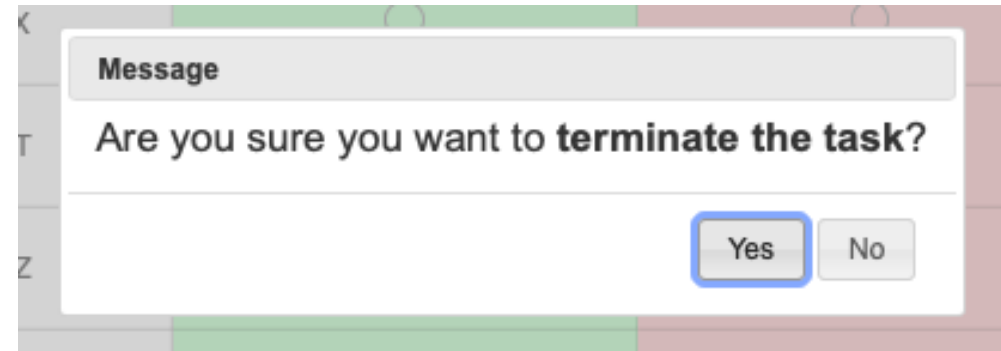 X
Message
T
Are you sure you want to terminate the task?
Z
Yes No